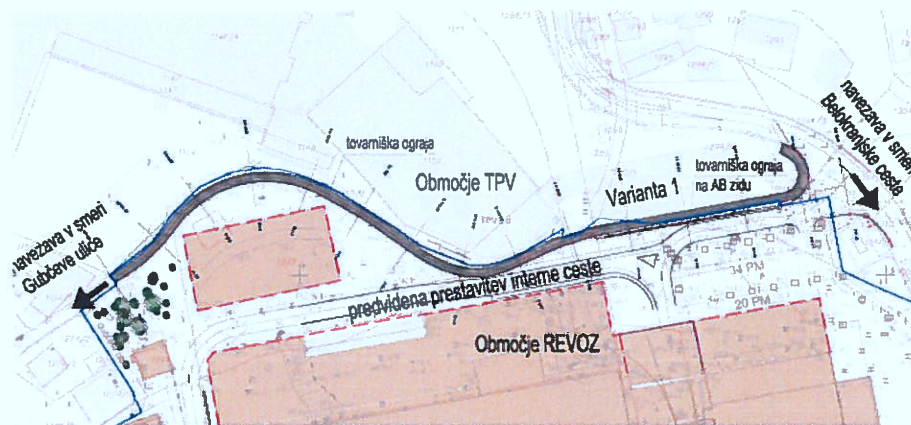 tovarniška ograja
Območje TPV
Varianta 1
tovarniška ograja
na AB zidu
navezava v smeri
Belokranjske ceste
navezava v smeri
Gubčeve ulice
predvidena prestavitev interne ceste
34 PM
20 PM
Območje REVOZ